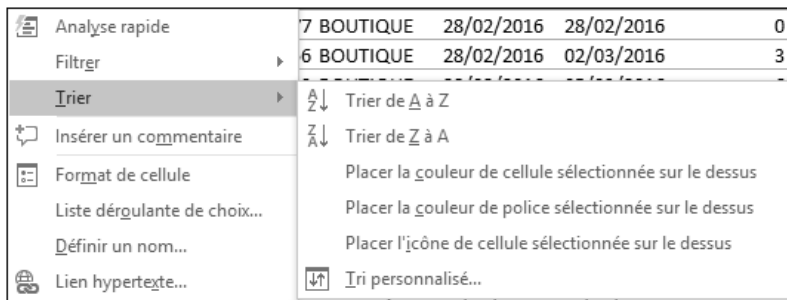 Analyse rapide
7 BOUTIQUE 28/02/2016 28/02/2016 0
Filtrer
6 BOUTIQUE 28/02/2016 02/03/2016 3
Trier
Trier de A à Z
Insérer un commentaire
Trier de Z à A
Format de cellule
Placer la couleur de cellule sélectionnée sur le dessus
Liste déroulante de choix...
Placer la couleur de police sélectionnée sur le dessus
Définir un nom...
Placer l'icône de cellule sélectionnée sur le dessus
Lien hypertexte...
Tri personnalisé...